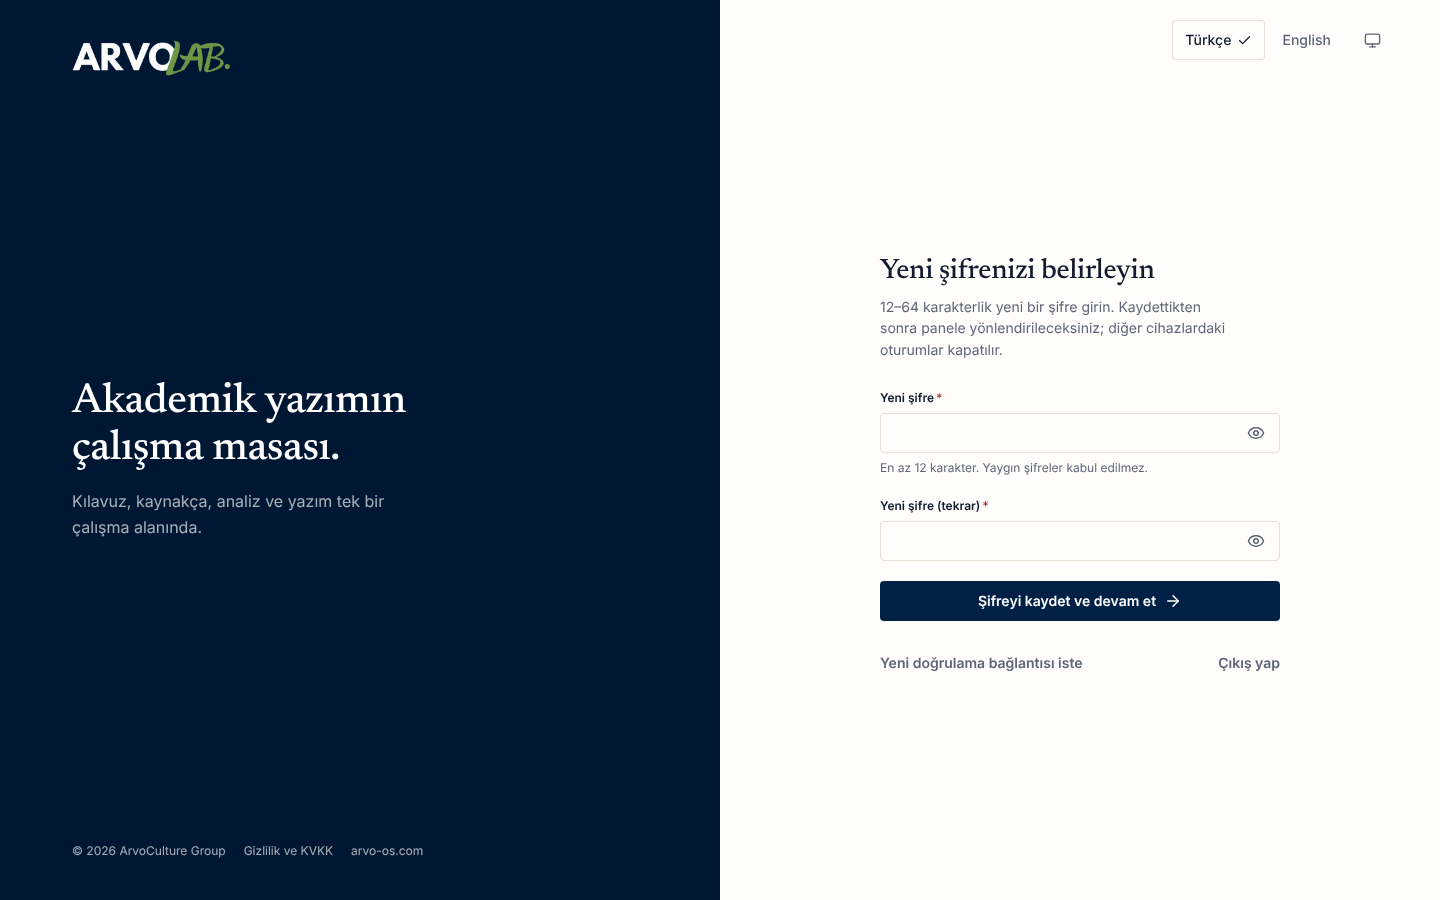 ARVOLAB.
Türkçe
English
Akademik yazımın
çalışma masası.
Kılavuz, kaynakça, analiz ve yazım tek bir
çalışma alanında.
© 2026 ArvoCulture Group
Gizlilik ve KVKK
arvo-os.com
Yeni şifrenizi belirleyin
12–64 karakterlik yeni bir şifre girin. Kaydettikten
sonra panele yönlendirileceksiniz; diğer cihazlardaki
oturumlar kapatılır.
Yeni şifre *
En az 12 karakter. Yaygın şifreler kabul edilmez.
Yeni şifre (tekrar) *
Şifreyi kaydet ve devam et →
Yeni doğrulama bağlantısı iste
Çıkış yap